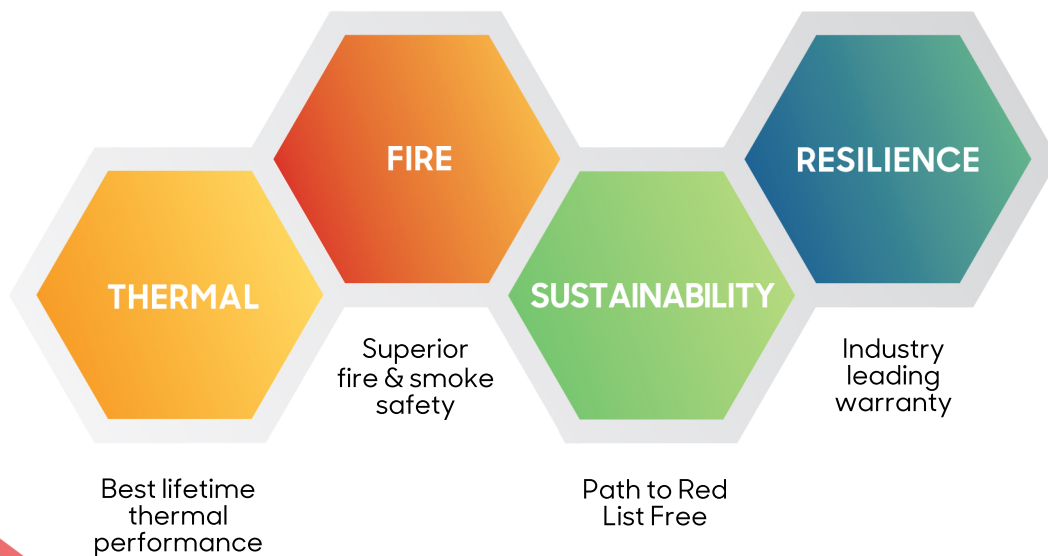 THERMAL
Best lifetime
thermal
performance
FIRE
Superior
fire & smoke
safety
SUSTAINABILITY
Path to Red
List Free
RESILIENCE
Industry
leading
warranty